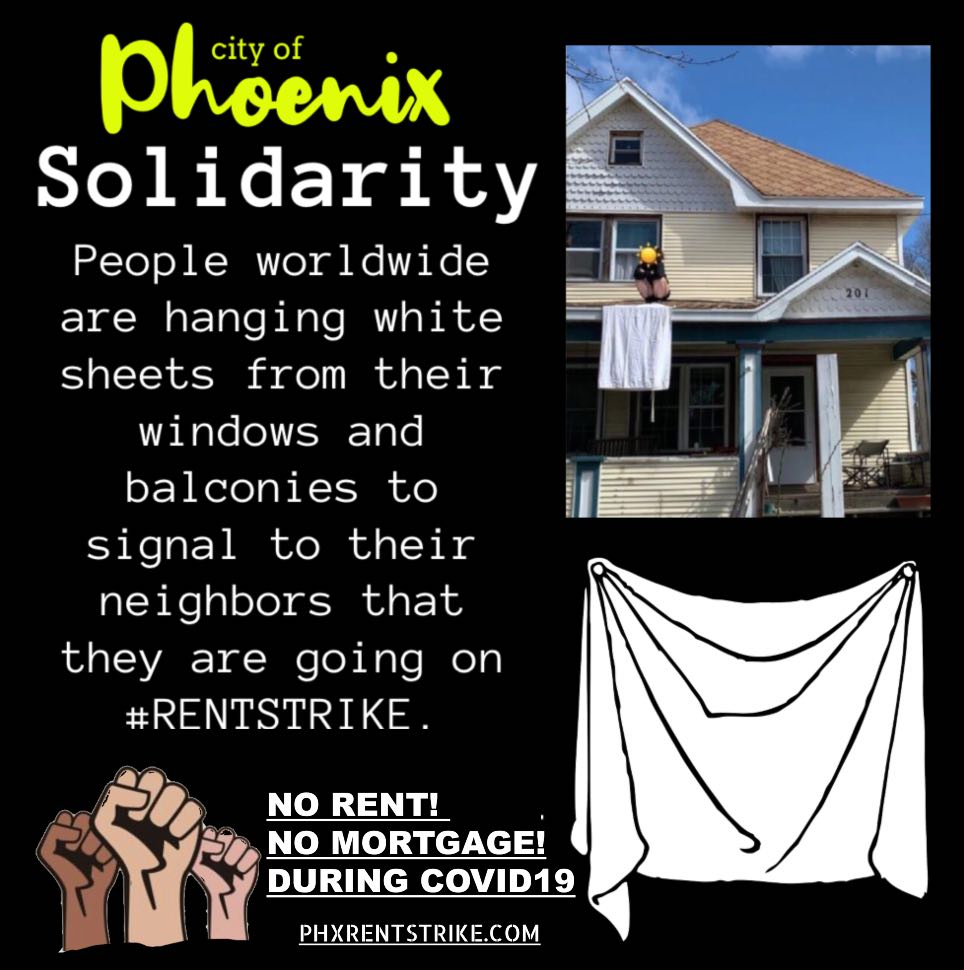 city of
Phoenix
Solidarity
People worldwide
are hanging white
sheets from their
windows and
balconies to
signal to their
neighbors that
they are going on
#RENTSTRIKE.
201
NO RENT!
NO MORTGAGE!
DURING COVID19
PHXRENTSTRIKE.COM